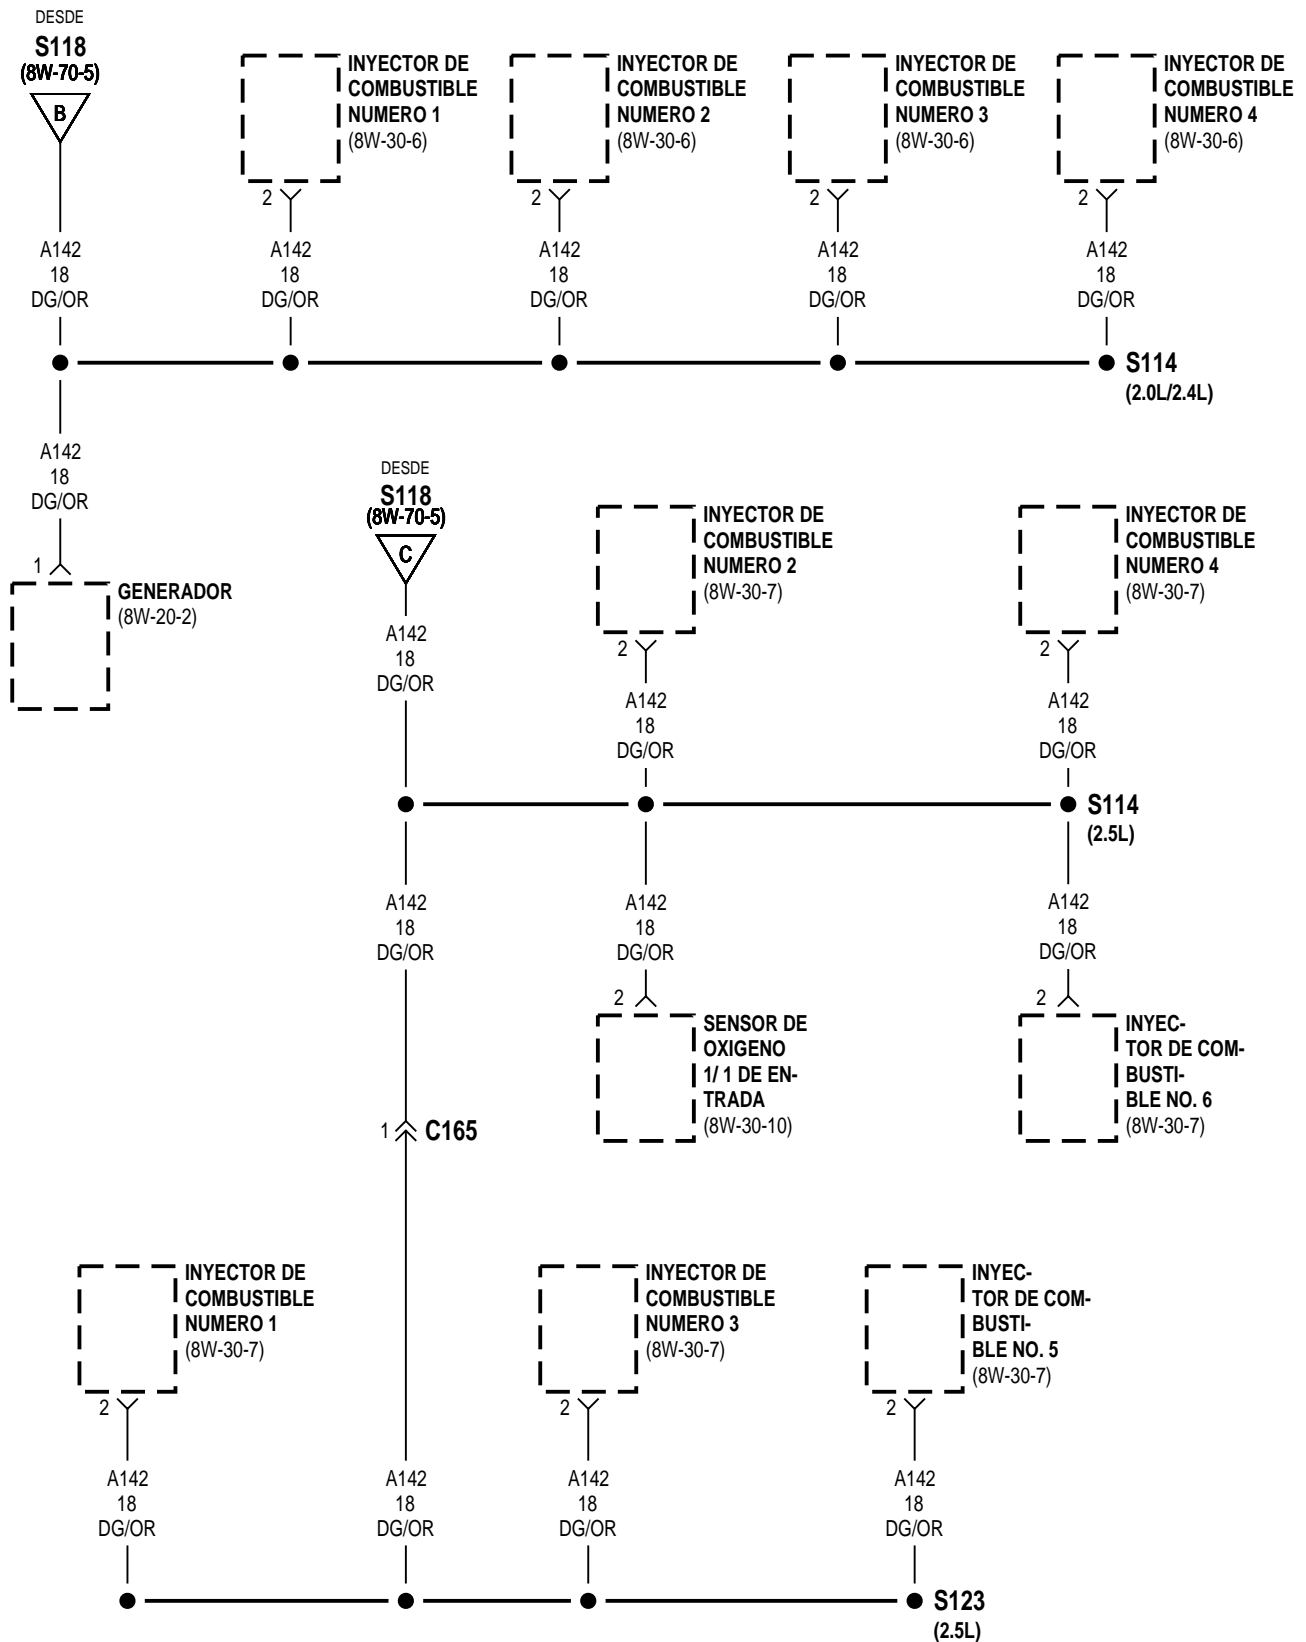 DESDE
S118
(8W-70-5)
B
INYECTOR DE
COMBUSTIBLE
NUMERO 1
(8W-30-6)
INYECTOR DE
COMBUSTIBLE
NUMERO 2
(8W-30-6)
INYECTOR DE
COMBUSTIBLE
NUMERO 3
(8W-30-6)
INYECTOR DE
COMBUSTIBLE
NUMERO 4
(8W-30-6)
2
2
2
2
A142
18
DG/OR
A142
18
DG/OR
A142
18
DG/OR
A142
18
DG/OR
A142
18
DG/OR
S114
(2.0L/2.4L)
A142
18
DG/OR
1
GENERADOR
(8W-20-2)
DESDE
S118
(8W-70-5)
C
INYECTOR DE
COMBUSTIBLE
NUMERO 2
(8W-30-7)
INYECTOR DE
COMBUSTIBLE
NUMERO 4
(8W-30-7)
2
2
A142
18
DG/OR
A142
18
DG/OR
A142
18
DG/OR
S114
(2.5L)
A142
18
DG/OR
A142
18
DG/OR
A142
18
DG/OR
2
2
SENSOR DE
OXIGENO
1/ 1 DE EN-
TRADA
(8W-30-10)
INYEC-
TOR DE COM-
BUSTI-
BLE NO. 6
(8W-30-7)
1
C165
INYECTOR DE
COMBUSTIBLE
NUMERO 1
(8W-30-7)
INYECTOR DE
COMBUSTIBLE
NUMERO 3
(8W-30-7)
INYEC-
TOR DE COM-
BUSTI-
BLE NO. 5
(8W-30-7)
2
2
2
A142
18
DG/OR
A142
18
DG/OR
A142
18
DG/OR
A142
18
DG/OR
S123
(2.5L)